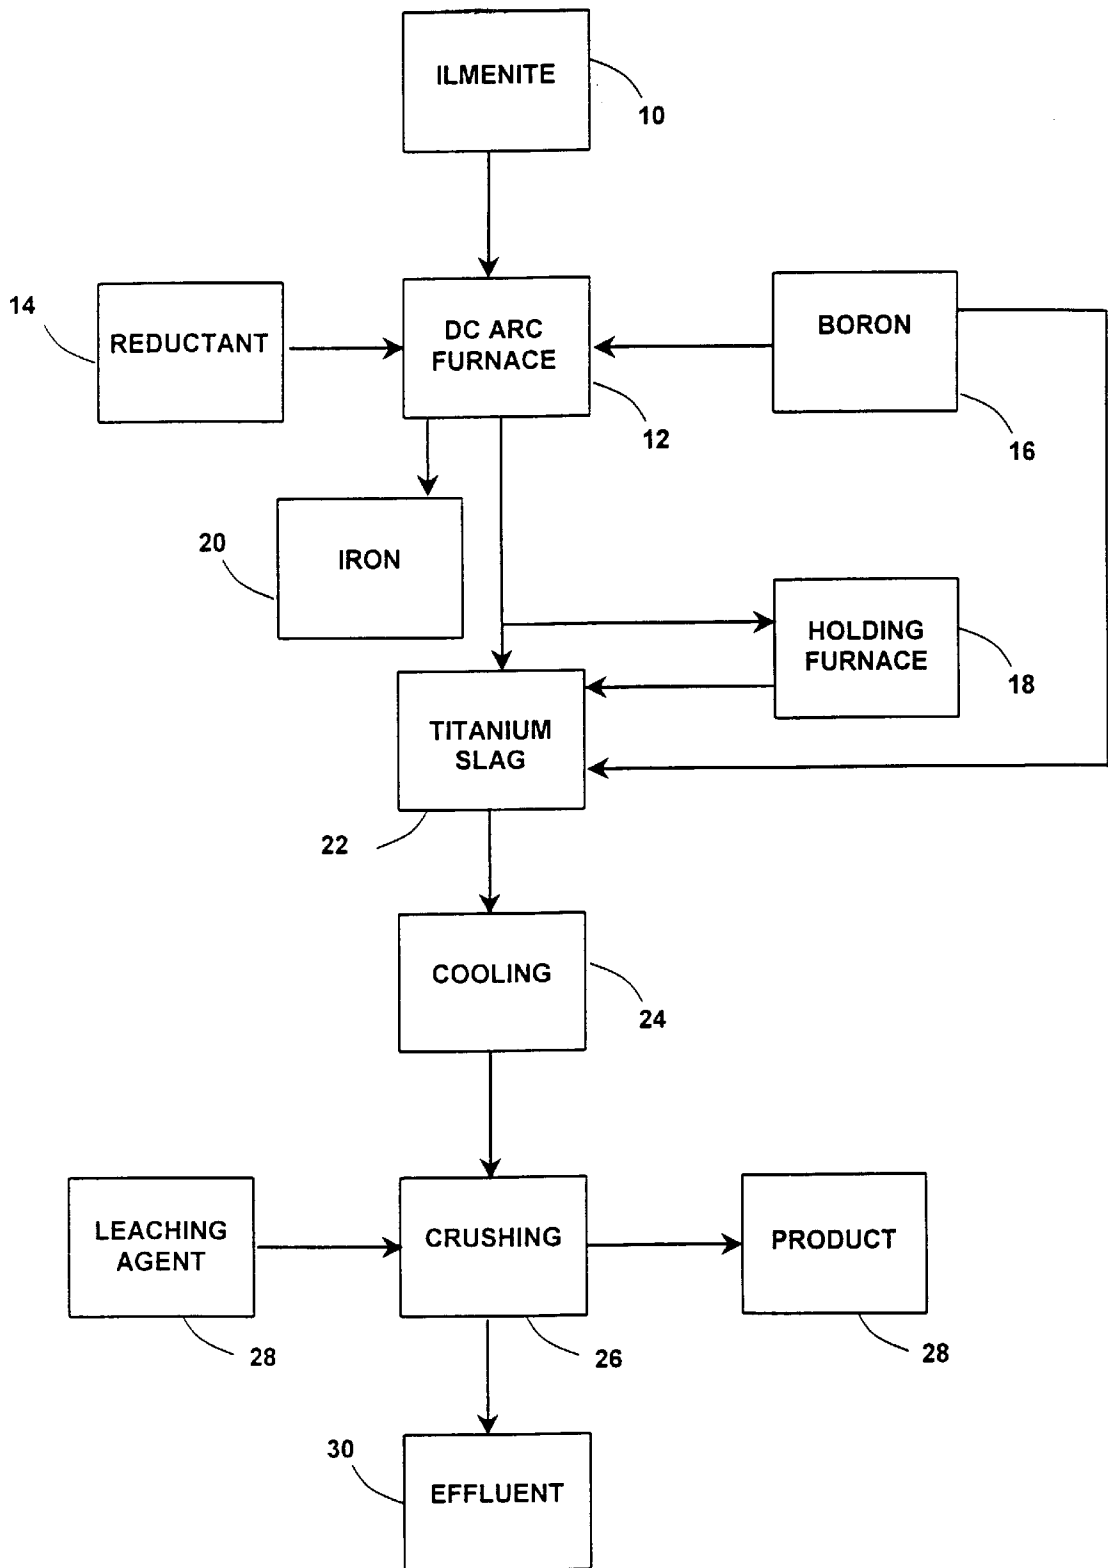 ILMENITE
10
14
REDUCTANT
DC ARC
FURNACE
BORON
12
16
20
IRON
HOLDING
FURNACE
18
TITANIUM
SLAG
22
COOLING
24
LEACHING
AGENT
CRUSHING
PRODUCT
28
26
28
30
EFFLUENT